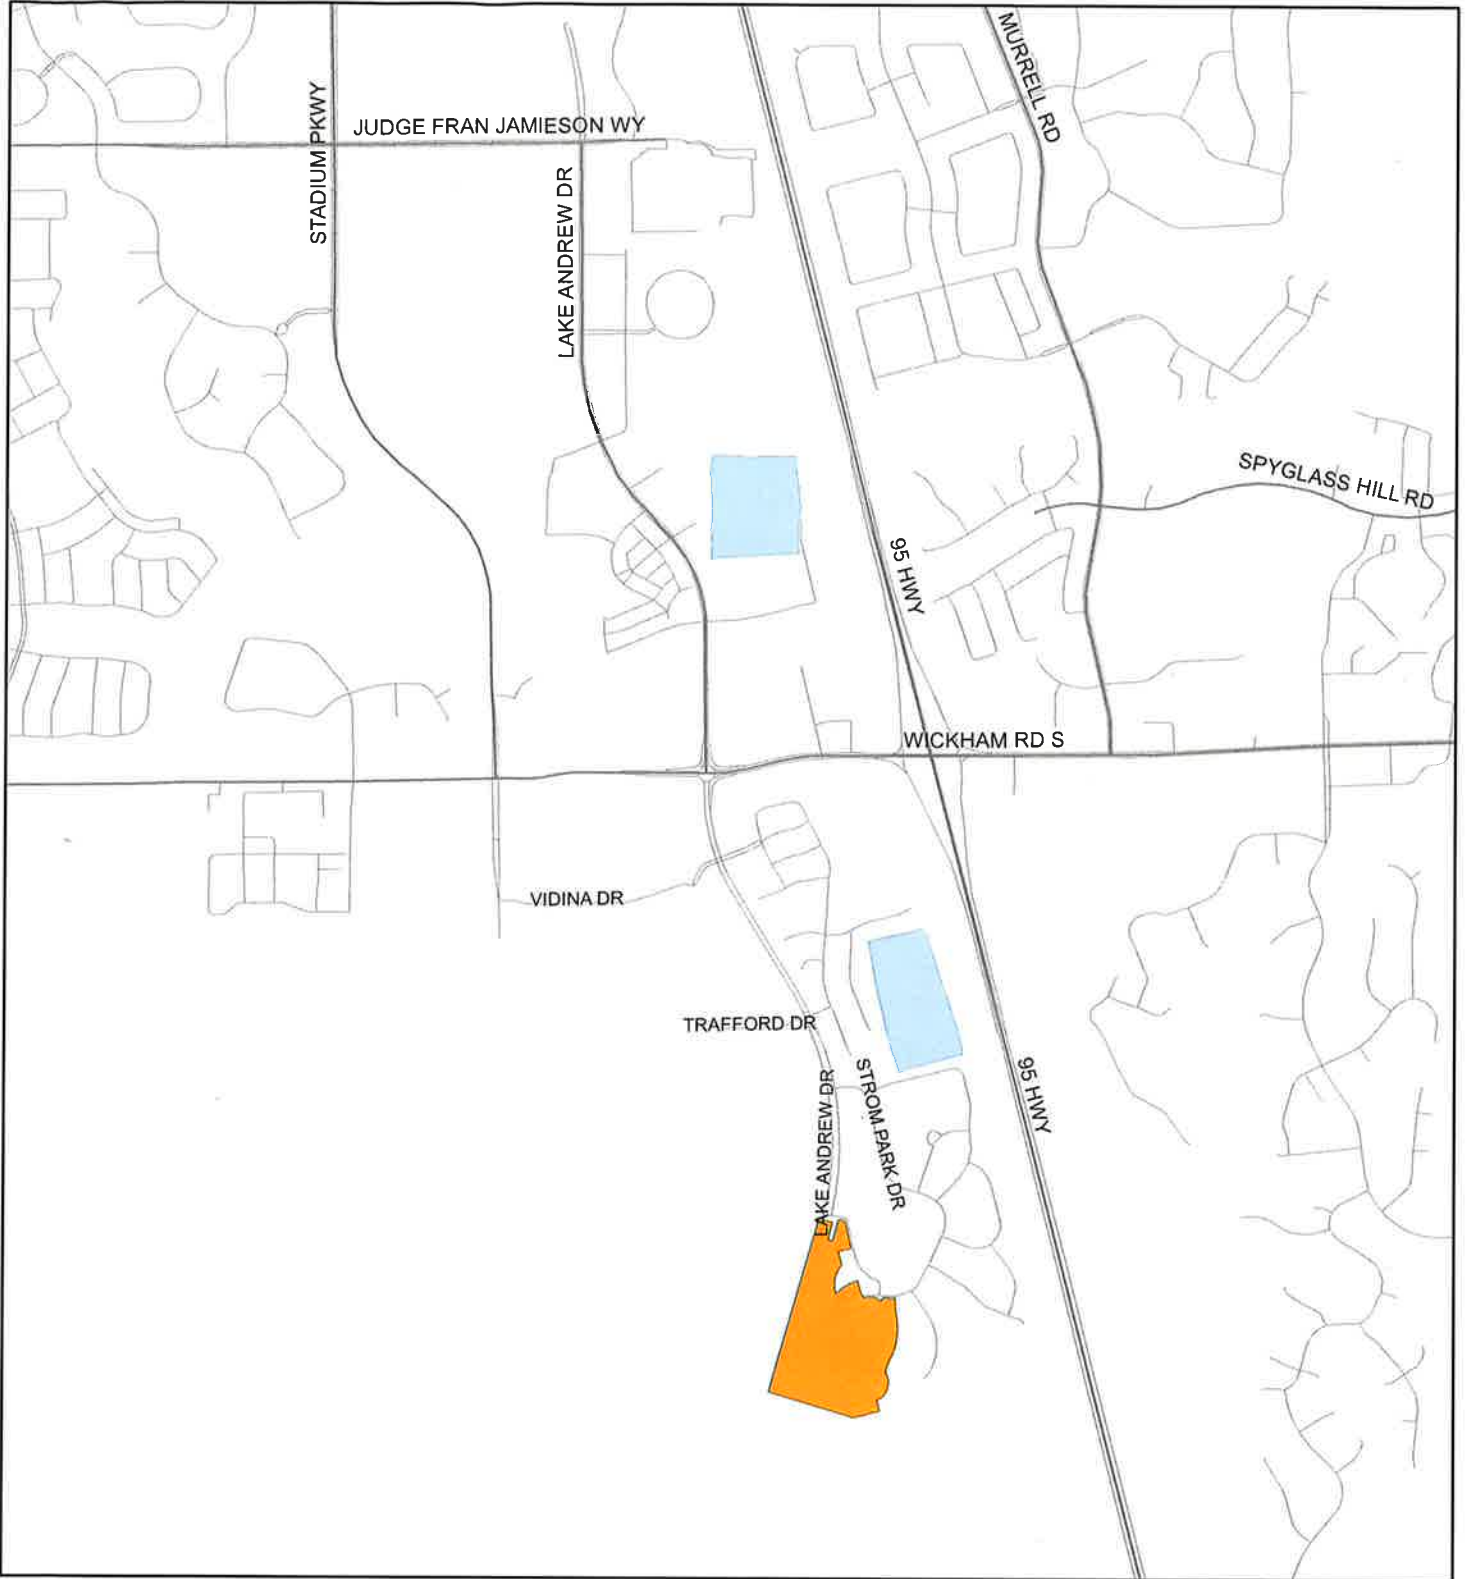 MURRELL RD
STADIUM PKWY
JUDGE FRAN JAMIESON WY
LAKE ANDREW DR
SPYGLASS HILL RD
95 HWY
WICKHAM RD S
VIDINA DR
TRAFFORD DR
LAKE ANDREW DR
STROM PARK DR
95 HWY